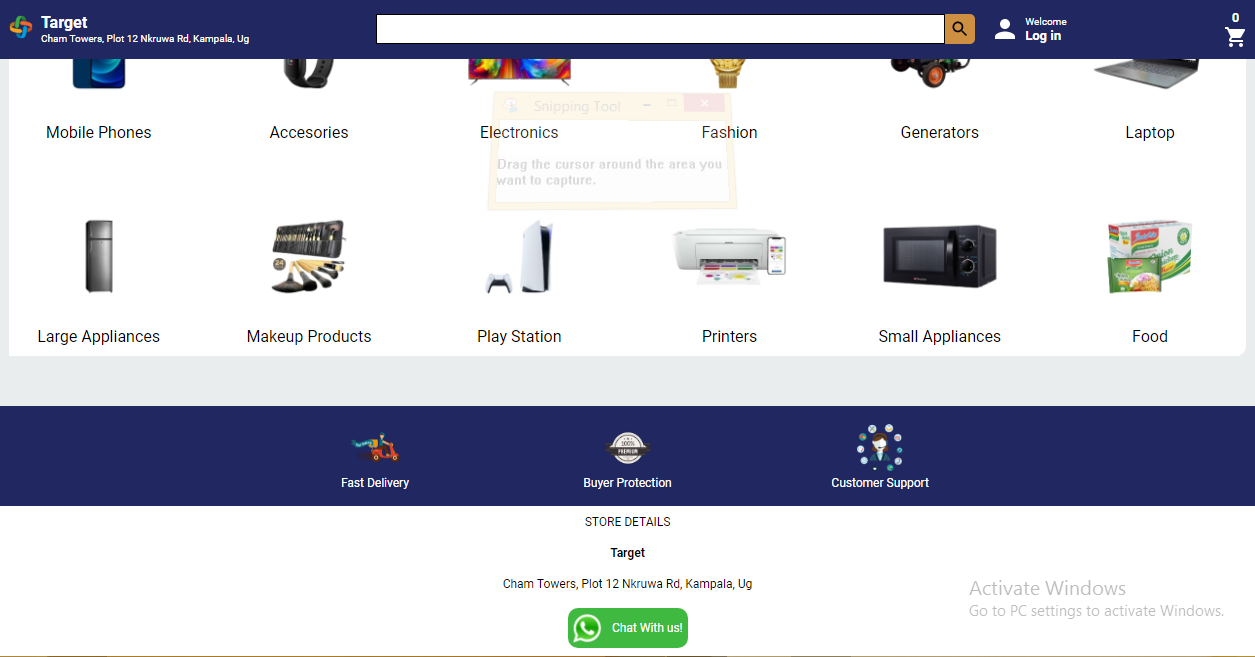 Target
Cham Towers, Plot 12 Nkruwa Rd, Kampala, Ug
Welcome
Log in
0
Snipping Tool
Drag the cursor around the area you
want to capture.
Mobile Phones
Accesories
Electronics
Fashion
Generators
Laptop
Large Appliances
Makeup Products
Play Station
Printers
Small Appliances
Food
100%
PREMIUM
Fast Delivery
Buyer Protection
Customer Support
STORE DETAILS
Target
Cham Towers, Plot 12 Nkruwa Rd, Kampala, Ug
Chat With us!
Activate Windows
Go to PC settings to activate Windows.